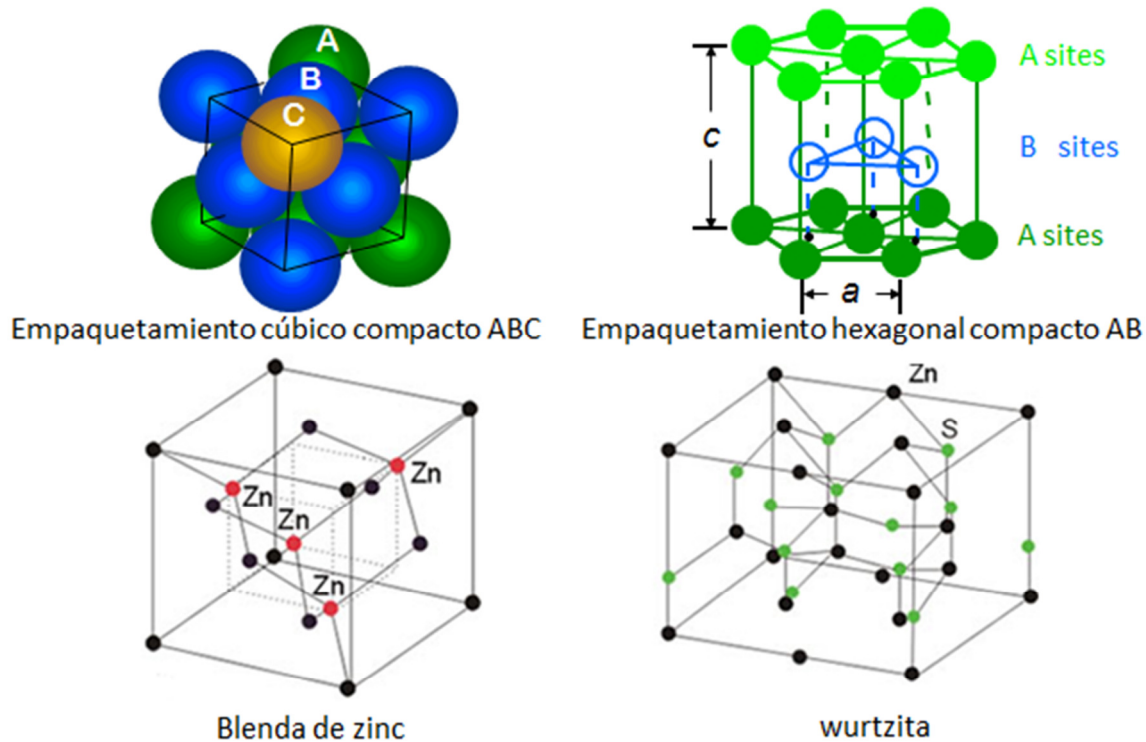 A
B
C
c
A sites
B sites
A sites
a
Empaquetamiento cúbico compacto ABC
Empaquetamiento hexagonal compacto AB
Zn
Zn
Zn
Zn
Zn
S
Blenda de zinc
wurtzita